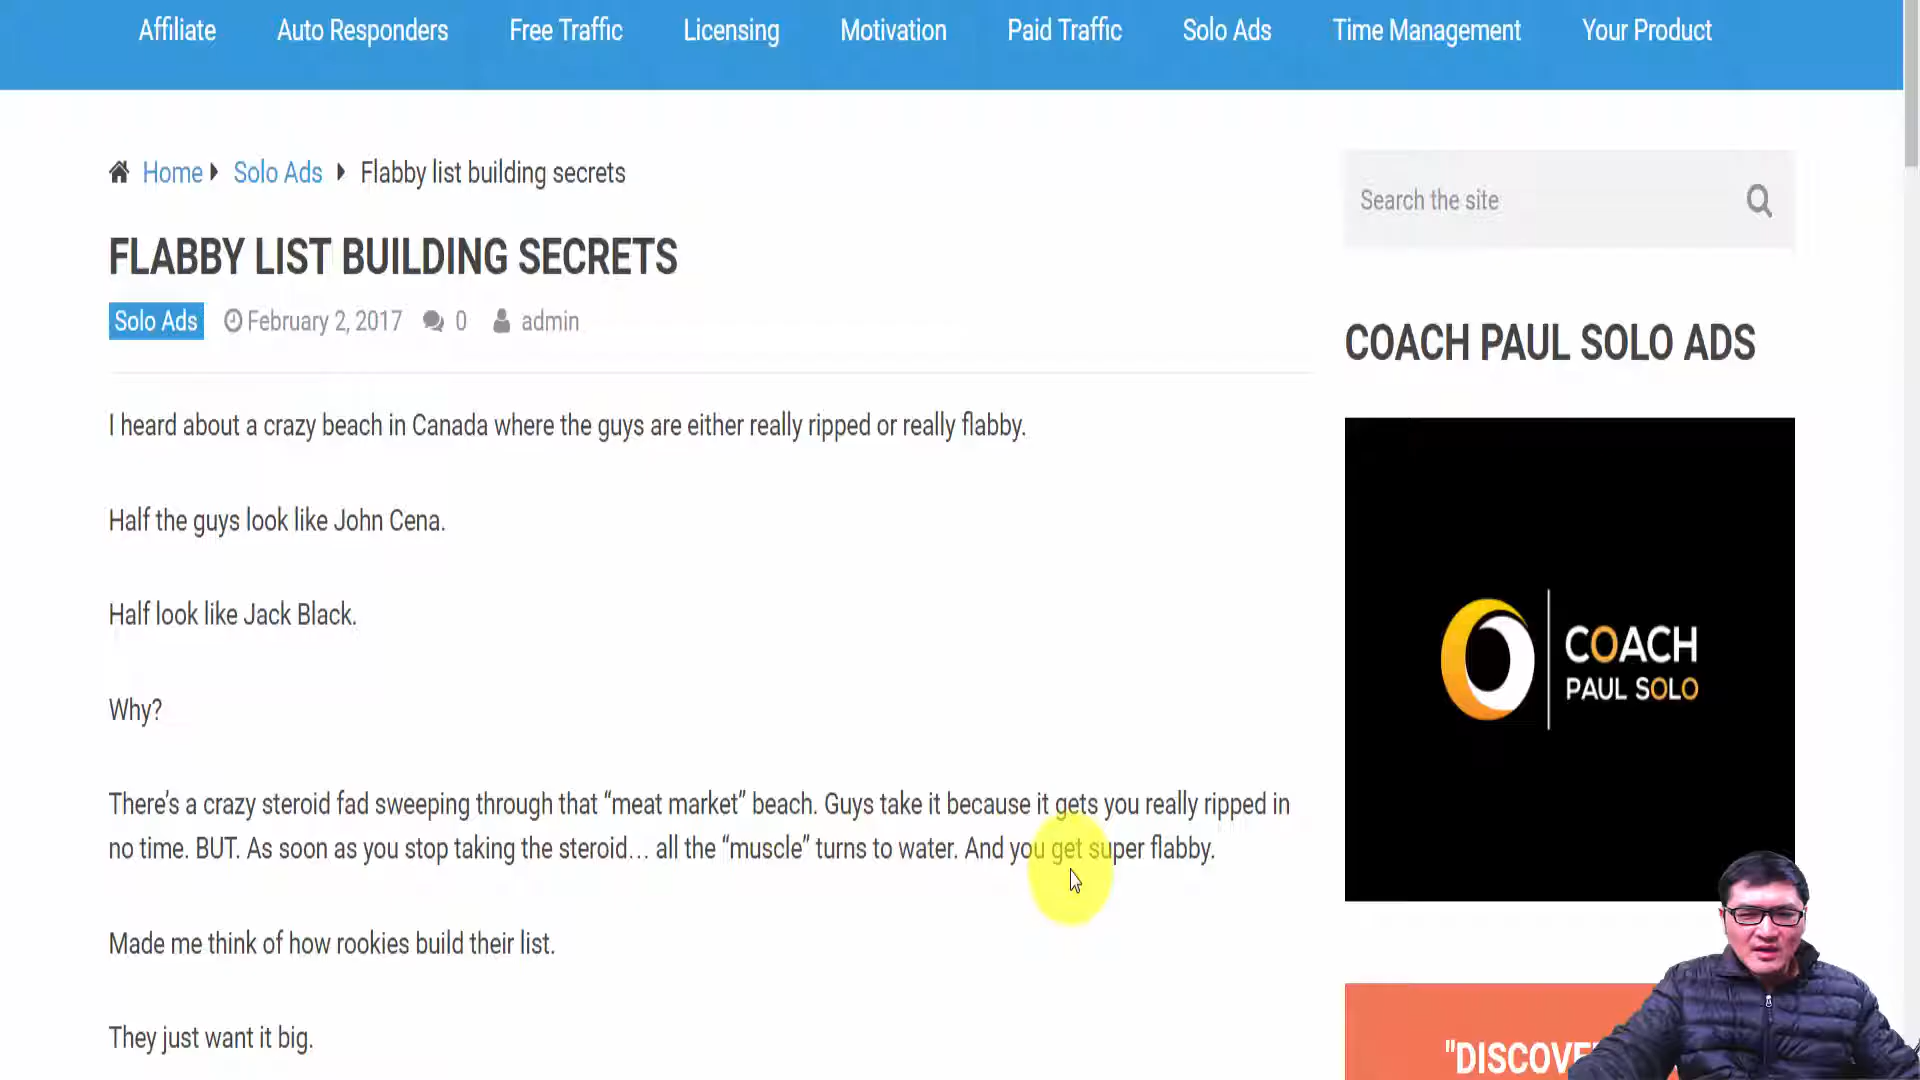 Affiliate Auto Responders Free Traffic Licensing Motivation Paid Traffic Solo Ads Time Management Your Product
Home Solo Ads Flabby list building secrets
FLABBY LIST BUILDING SECRETS
Solo Ads February 2, 2017 0 admin
I heard about a crazy beach in Canada where the guys are either really ripped or really flabby.
Half the guys look like John Cena.
Half look like Jack Black.
Why?
There's a crazy steroid fad sweeping through that “meat market” beach. Guys take it because it gets you really ripped in
no time. BUT. As soon as you stop taking the steroid… all the “muscle” turns to water. And you get super flabby.
Made me think of how rookies build their list.
They just want it big.
Search the site
COACH PAUL SOLO ADS
COACH
PAUL SOLO